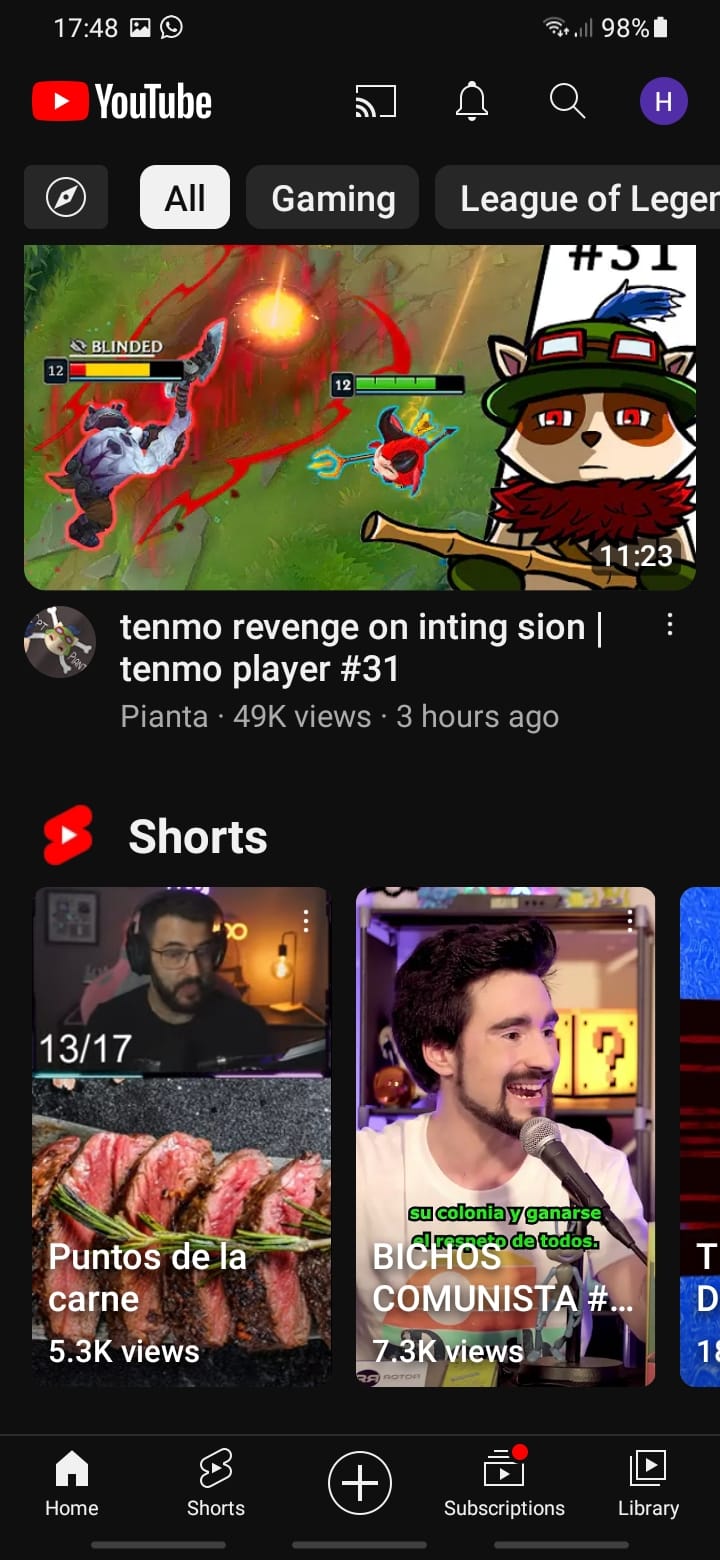 17:48
98%
YouTube
H
All
Gaming
League of Leger
#31
BLINDED
12
12
11:23
tenmo revenge on inting sion |
tenmo player #31
Pianta · 49K views · 3 hours ago
Shorts
13/17
Puntos de la
carne
5.3K views
su colonia y ganarse
el respeto de todos.
BICHOS
COMUNISTA #...
7.3K views
T
D
18
Home
Shorts
Subscriptions
Library